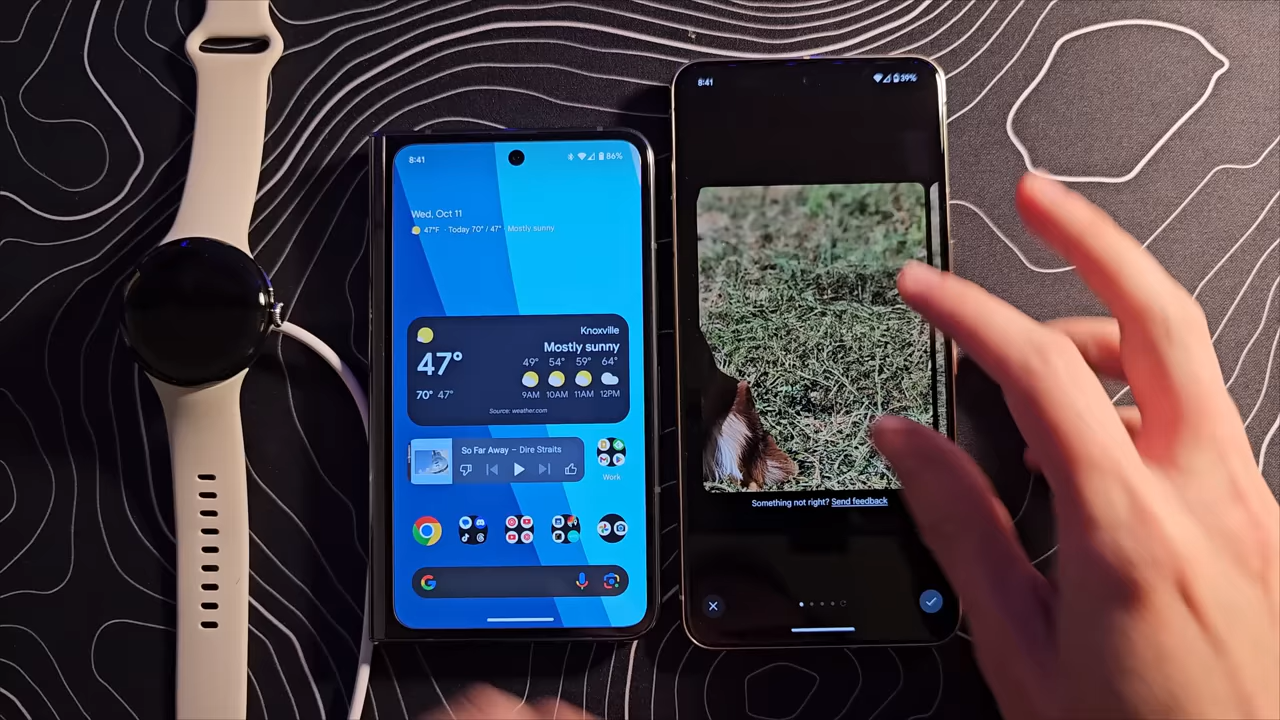 8:41
86%
Wed, Oct 11
47°F · Today 70° / 47° · Mostly sunny
Knoxville
Mostly sunny
47°
49° 54° 59° 64°
70° 47°
9AM 10AM 11AM 12PM
Source: weather.com
So Far Away – Dire Straits
Work
8:41
39%
Something not right? Send feedback